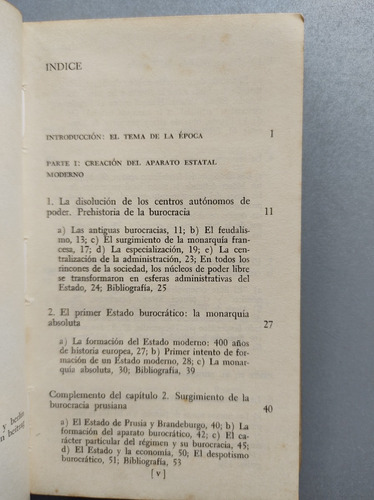 INDICE
INTRODUCCIÓN: EL TEMA DE LA ÉPOCA I
PARTE I: CREACIÓN DEL APARATO ESTATAL
MODERNO
1. La disolución de los centros autónomos de
poder. Prehistoria de la burocracia 11
a) Las antiguas burocracias, 11; b) El feudalis-
mo, 13; c) El surgimiento de la monarquía fran-
cesa, 17; d) La especialización, 19; e) La cen-
tralización de la administración, 23; En todos los
rincones de la sociedad, los núcleos de poder libre
se transformaron en esferas administrativas del
Estado, 24; Bibliografía, 25
2. El primer Estado burocrático: la monarquía
absoluta 27
a) La formación del Estado moderno: 400 años
de historia europea, 27; b) Primer intento de for-
mación de un Estado moderno, 28; c) La monar-
quía absoluta, 30; Bibliografía, 39
Complemento del capítulo 2. Surgimiento de la
burocracia prusiana 40
a) El Estado de Prusia y Brandeburgo, 40; b) La
formación del aparato burocrático, 42; c) El ca-
rácter particular del régimen y su burocracia, 45;
d) El Estado y la economía, 50; El despotismo
burocrático, 51; Bibliografía, 53
[ V ]
y berlin
n beitrag